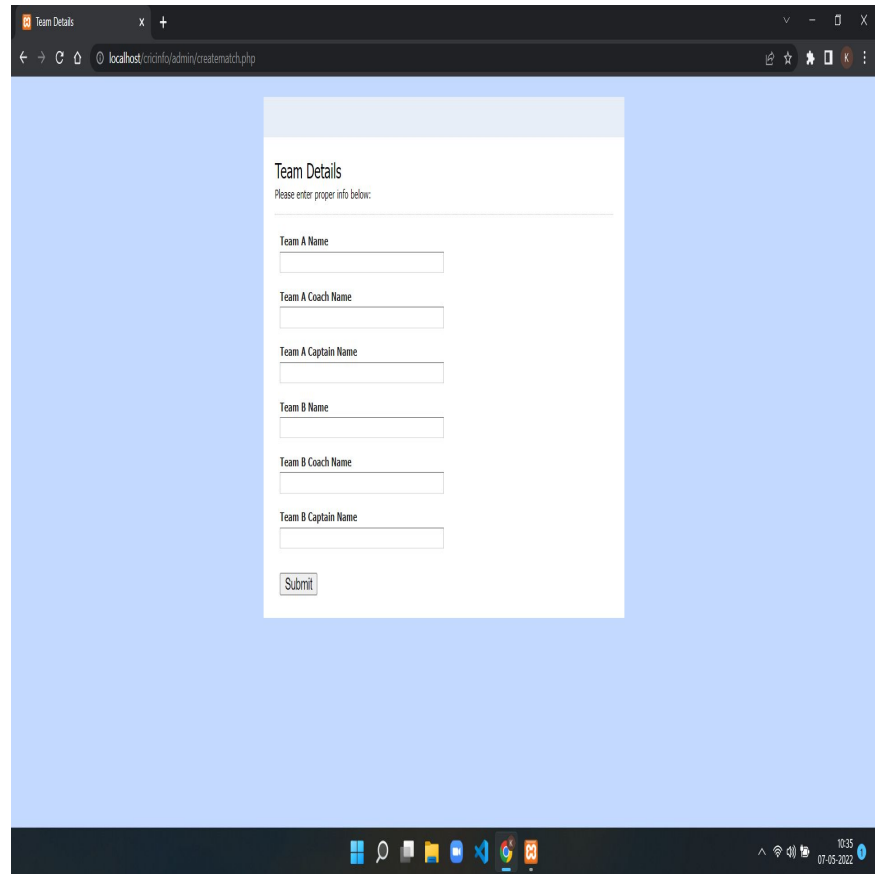 Team Details
localhost/cricinfo/admin/creatematch.php
K
Team Details
Please enter proper info below:
Team A Name
Team A Coach Name
Team A Captain Name
Team B Name
Team B Coach Name
Team B Captain Name
Submit
10:35
07-05-2022
1